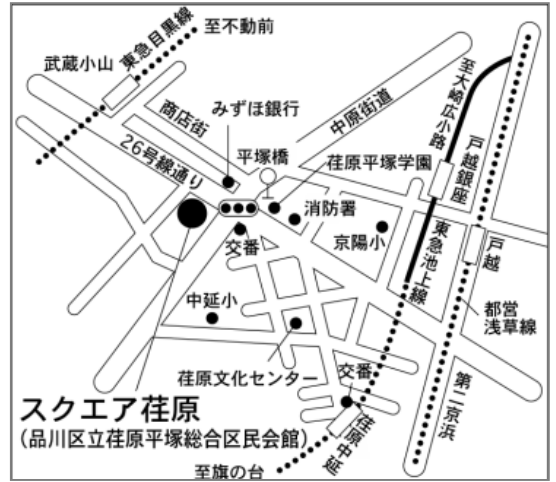 至不動前
東急目黒線
武蔵小山
商店街
みずほ銀行
26号線通り
平塚橋
中原街道
荏原平塚学園
消防署
京陽小
交番
中延小
荏原文化センター
交番
荏原中延
至旗の台
至大崎広小路
戸越銀座
東急池上線
戸越
都営
浅草線
第二京浜
スクエア荏原
(品川区立荏原平塚総合区民会館)